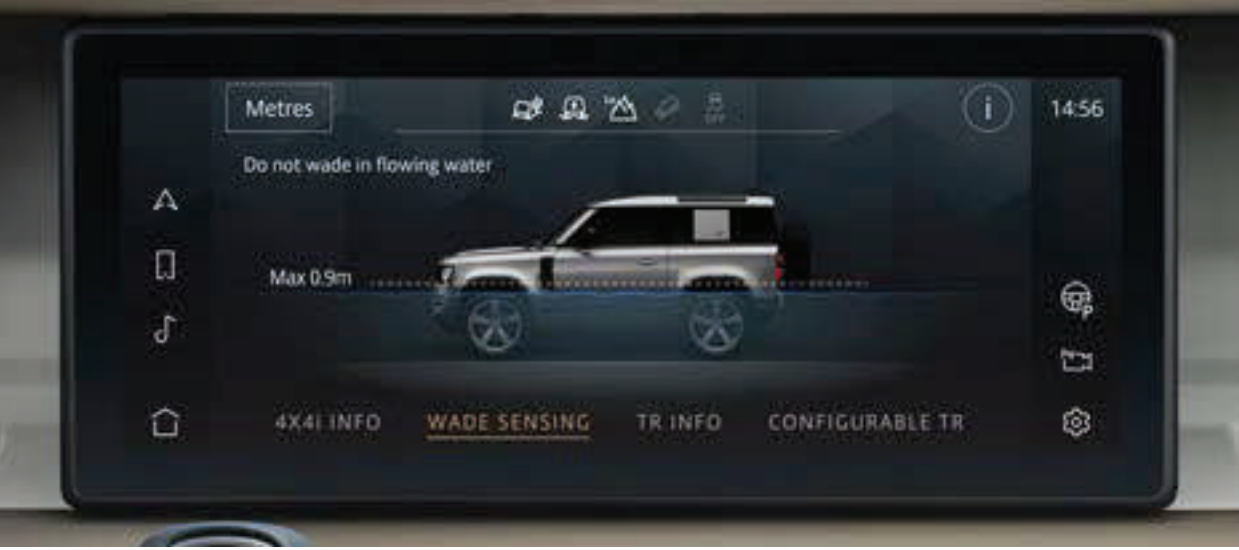 Metres
i
14:56
Do not wade in flowing water
Max 0.9m
4X4i INFO
WADE SENSING
TR INFO
CONFIGURABLE TR